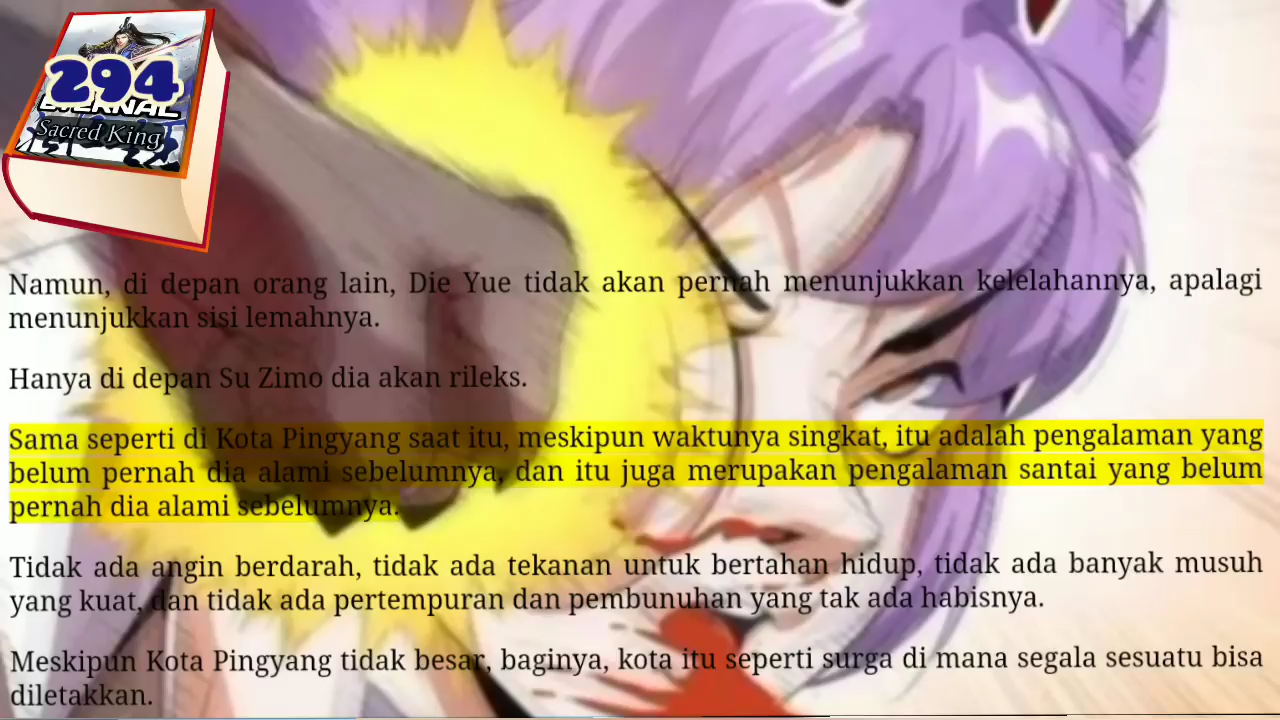 294
ETERNAL
Sacred King
Namun, di depan orang lain, Die Yue tidak akan pernah menunjukkan kelelahannya, apalagi
menunjukkan sisi lemahnya.
Hanya di depan Su Zimo dia akan rileks.
Sama seperti di Kota Pingyang saat itu, meskipun waktunya singkat, itu adalah pengalaman yang
belum pernah dia alami sebelumnya, dan itu juga merupakan pengalaman santai yang belum
pernah dia alami sebelumnya.
Tidak ada angin berdarah, tidak ada tekanan untuk bertahan hidup, tidak ada banyak musuh
yang kuat, dan tidak ada pertempuran dan pembunuhan yang tak ada habisnya.
Meskipun Kota Pingyang tidak besar, baginya, kota itu seperti surga di mana segala sesuatu bisa
diletakkan.